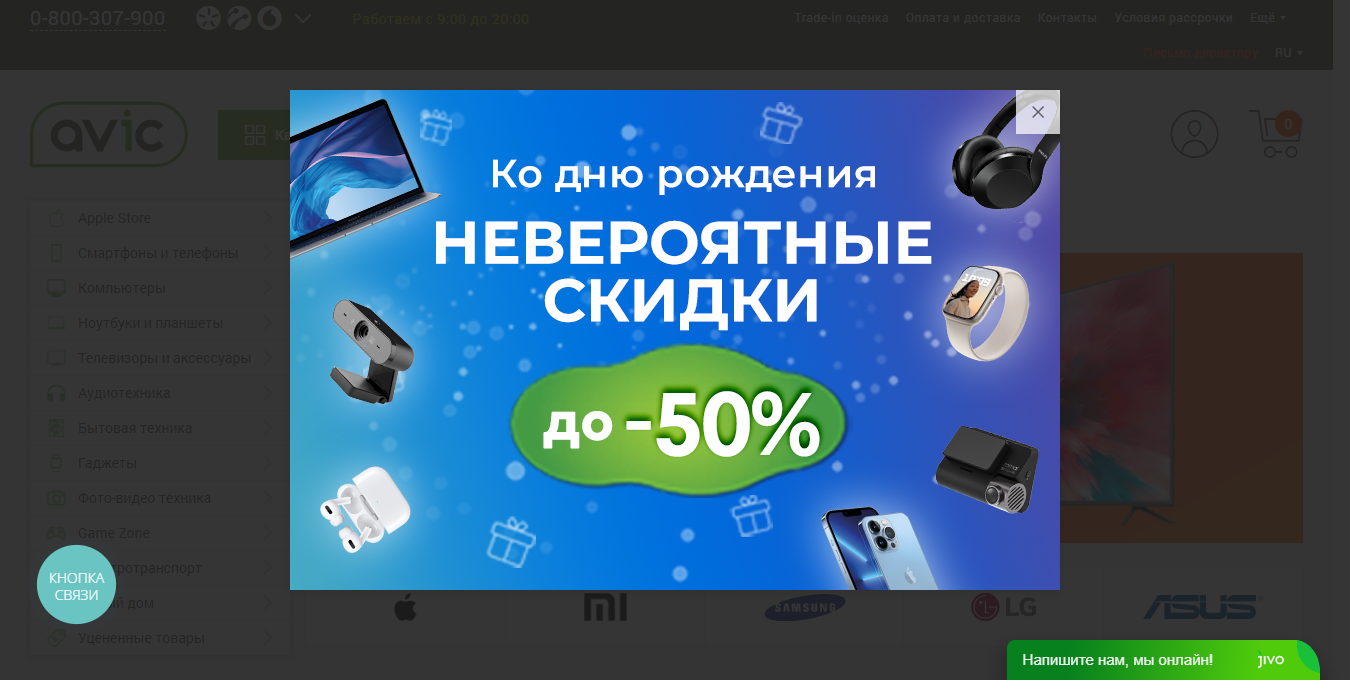 0-800-307-900
Работаем с 9:00 до 20:00
Trade-in оценка
Оплата и доставка
Контакты
Условия рассрочки
Ещё
Письмо директору
RU
avic
0
Apple Store
Смартфоны и телефоны
Компьютеры
Ноутбуки и планшеты
Телевизоры и аксессуары
Аудиотехника
Бытовая техника
Гаджеты
Фото-видео техника
Game Zone
Уцененные товары
КНОПКА
СВЯЗИ
Ко дню рождения
НЕВЕРОЯТНЫЕ
СКИДКИ
до -50%
mi
SAMSUNG
LG
ASUS
Напишите нам, мы онлайн!
jivo